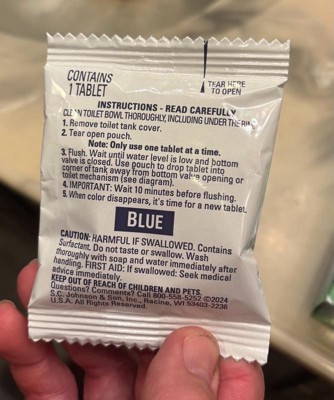 CONTAINS
1 TABLET
TEAR HERE
TO OPEN
INSTRUCTIONS - READ CAREFULLY
CLEAN TOILET BOWL THOROUGHLY, INCLUDING UNDER THE RIM
1. Remove toilet tank cover.
2. Tear open pouch.
Note: Only use one tablet at a time.
3. Flush. Wait until water level is low and bottom
valve is closed. Use pouch to drop tablet into
corner of tank away from bottom valve opening or
toilet mechanism (see diagram).
4. IMPORTANT: Wait 10 minutes before flushing.
5. When color disappears, it's time for a new tablet.
BLUE
CAUTION: HARMFUL IF SWALLOWED. Contains
Surfactant. Do not taste or swallow. Wash
thoroughly with soap and water immediately after
handling. FIRST AID: If swallowed: Seek medical
advice immediately.
KEEP OUT OF REACH OF CHILDREN AND PETS.
Questions? Comments? Call 800-558-5252 ©2024
S.C. Johnson & Son, Inc., Racine, WI 53403-2236
U.S.A. All Rights Reserved.